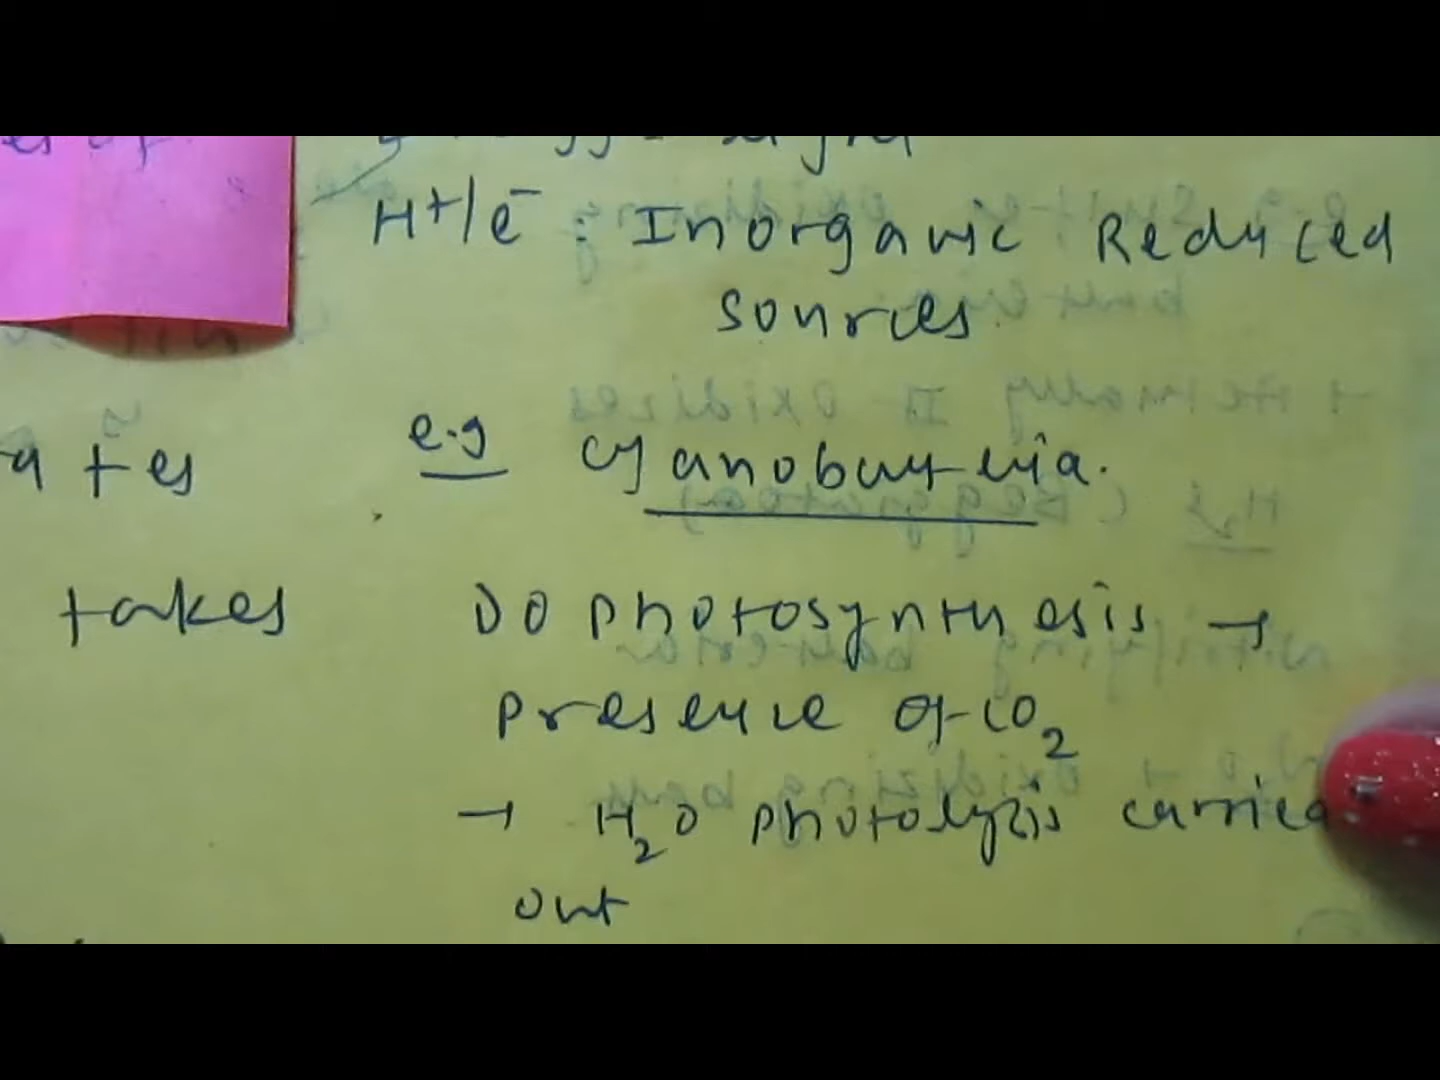 H+/e- : Inorganic Reduced
sources
ates
e.g Cyanobacteria.
takes
DO photosynthesis →
presence of CO2
→ H2O photolysis carried
out